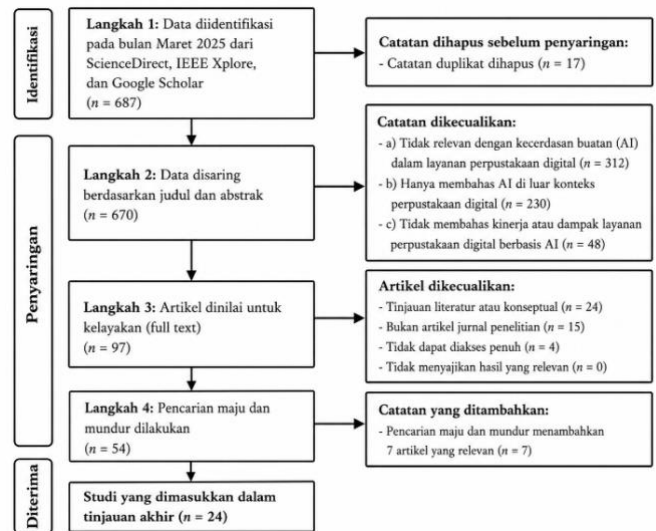 Identifikasi
Langkah 1: Data diidentifikasi
pada bulan Maret 2025 dari
ScienceDirect, IEEE Xplore,
dan Google Scholar
(n = 687)
Catatan dihapus sebelum penyaringan:
- Catatan duplikat dihapus (n = 17)
Penyaringan
Langkah 2: Data disaring
berdasarkan judul dan abstrak
(n = 670)
Catatan dikecualikan:
- a) Tidak relevan dengan kecerdasan buatan (AI)
dalam layanan perpustakaan digital (n = 312)
- b) Hanya membahas AI di luar konteks
perpustakaan digital (n = 230)
- c) Tidak membahas kinerja atau dampak layanan
perpustakaan digital berbasis AI (n = 48)
Langkah 3: Artikel dinilai untuk
kelayakan (full text)
(n = 97)
Artikel dikecualikan:
- Tinjauan literatur atau konseptual (n = 24)
- Bukan artikel jurnal penelitian (n = 15)
- Tidak dapat diakses penuh (n = 4)
- Tidak menyajikan hasil yang relevan (n = 0)
Langkah 4: Pencarian maju dan
mundur dilakukan
(n = 54)
Catatan yang ditambahkan:
- Pencarian maju dan mundur menambahkan
7 artikel yang relevan (n = 7)
Diterima
Studi yang dimasukkan dalam
tinjauan akhir (n = 24)